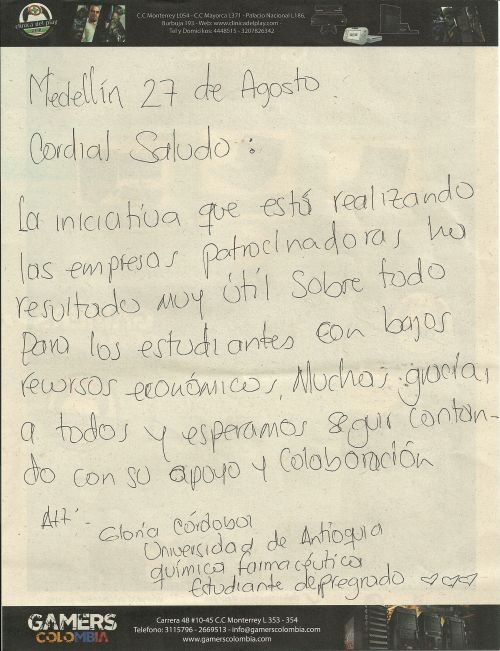 clinica del play
C.C Monterrey L054 - C.C Mayorca L371 - Palacio Nacional L186,
Burbuja 193 - Web: www.clinicadelplay.com -
Tel y Domicilios: 4448515 - 3207826342
Medellín 27 de Agosto.
Cordial Saludo :
La iniciativa que está realizando
las empresas patrocinadoras ha
resultado muy útil sobre todo
para los estudiantes con bajos
recursos económicos, Muchas gracias
a todos y esperamos seguir contan-
do con su apoyo y colaboración
Att:-
Gloria Córdoba
Universidad de Antioquia
química farmacéutica
Estudiante de pregrado ♡♡♡
GAMERS
COLOMBIA
Carrera 48 #10-45 C.C Monterrey L 353 - 354
Telefono: 3115796 - 2669513 - info@gamerscolombia.com
www.gamerscolombia.com